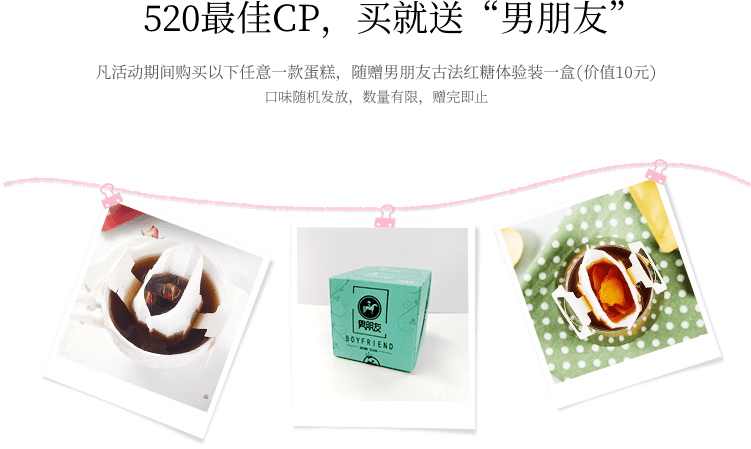 520最佳CP，买就送“男朋友”
凡活动期间购买以下任意一款蛋糕，随赠男朋友古法红糖体验装一盒(价值10元)
口味随机发放，数量有限，赠完即止
男朋友
BOYFRIEND